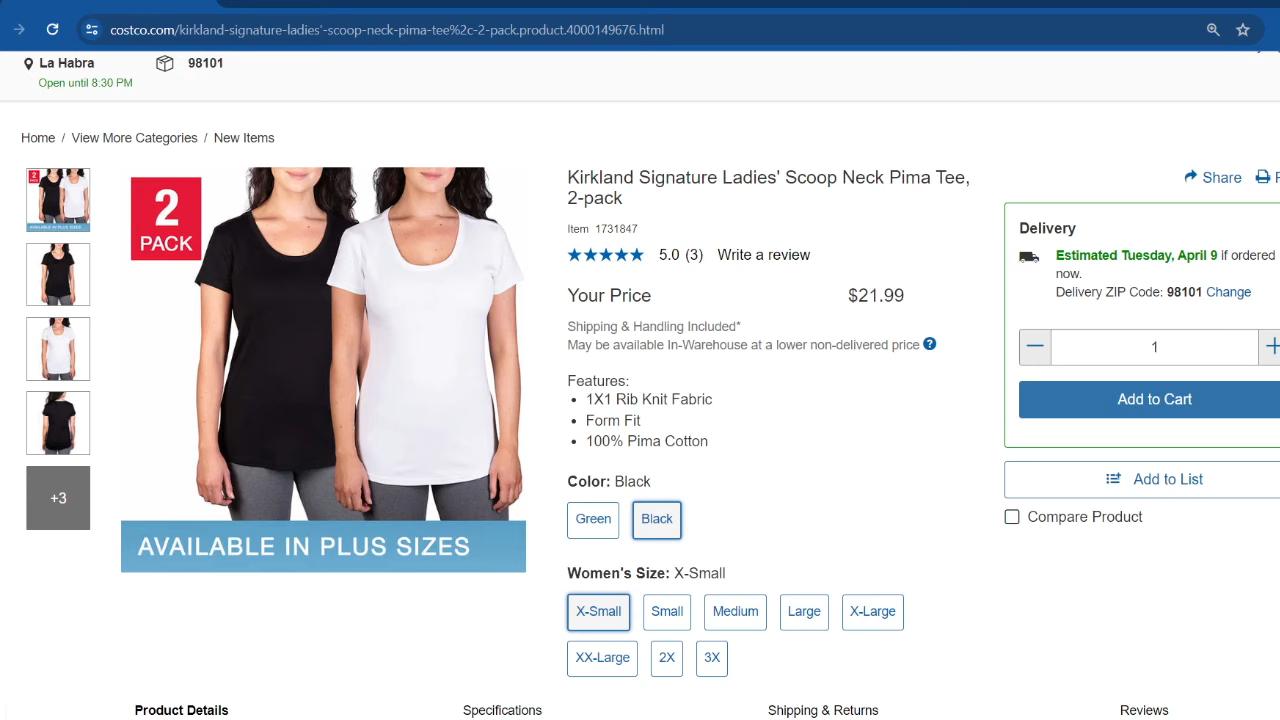 costco.com/kirkland-signature-ladies'-scoop-neck-pima-tee%2c-2-pack.product.4000149676.html
La Habra
98101
Open until 8:30 PM
Home / View More Categories / New Items
2
PACK
AVAILABLE IN PLUS SIZES
2
PACK
AVAILABLE IN PLUS SIZES
+3
Kirkland Signature Ladies' Scoop Neck Pima Tee,
2-pack
Item 1731847
5.0 (3) Write a review
Your Price $21.99
Shipping & Handling Included*
May be available In-Warehouse at a lower non-delivered price ?
Features:
• 1X1 Rib Knit Fabric
• Form Fit
• 100% Pima Cotton
Color: Black
Green Black
Women's Size: X-Small
X-Small Small Medium Large X-Large
XX-Large 2X 3X
Share
Delivery
Estimated Tuesday, April 9 if ordered
now.
Delivery ZIP Code: 98101 Change
1
Add to Cart
Add to List
Compare Product
Product Details Specifications Shipping & Returns Reviews